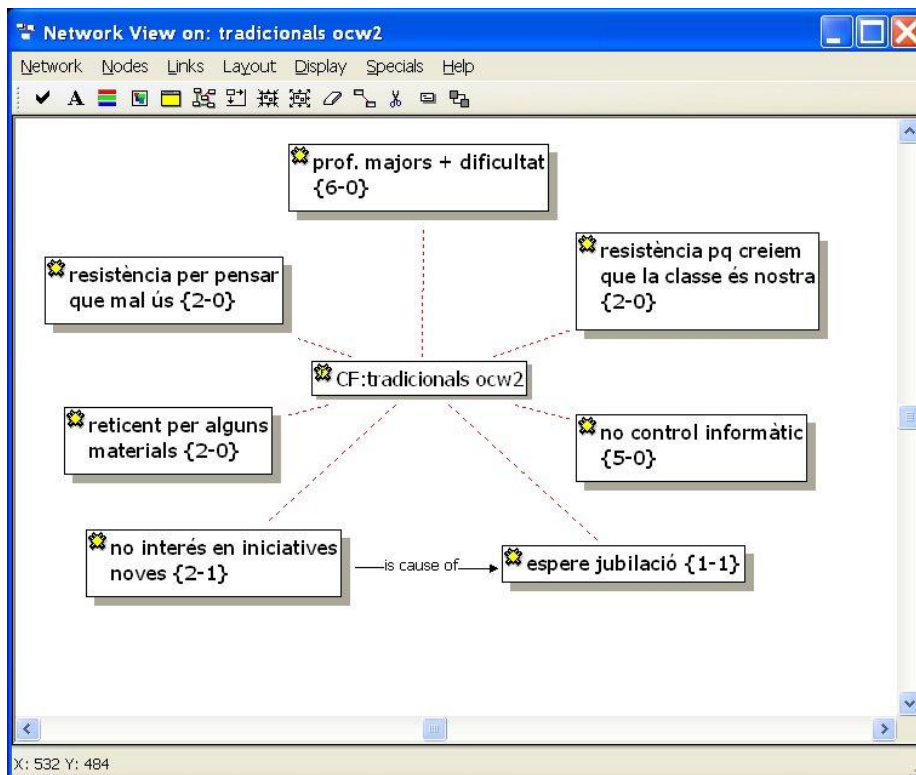 Network View on: tradicionals ocw2
Network Nodes Links Layout Display Specials Help
A
prof. majors + dificultat
{6-0}
resistència per pensar
que mal ús {2-0}
resistència pq creiem
que la classe és nostra
{2-0}
CF:tradicionals ocw2
reticent per alguns
materials {2-0}
no control informàtic
{5-0}
no interés en iniciatives
noves {2-1}
is cause of
espere jubilació {1-1}
X: 532 Y: 484